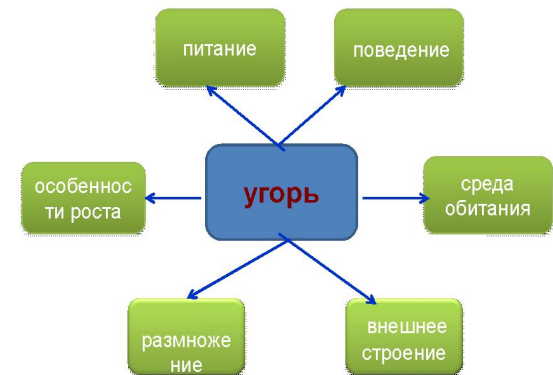 питание
поведение
особеннос
ти роста
угорь
среда
обитания
размноже
ние
внешнее
строение